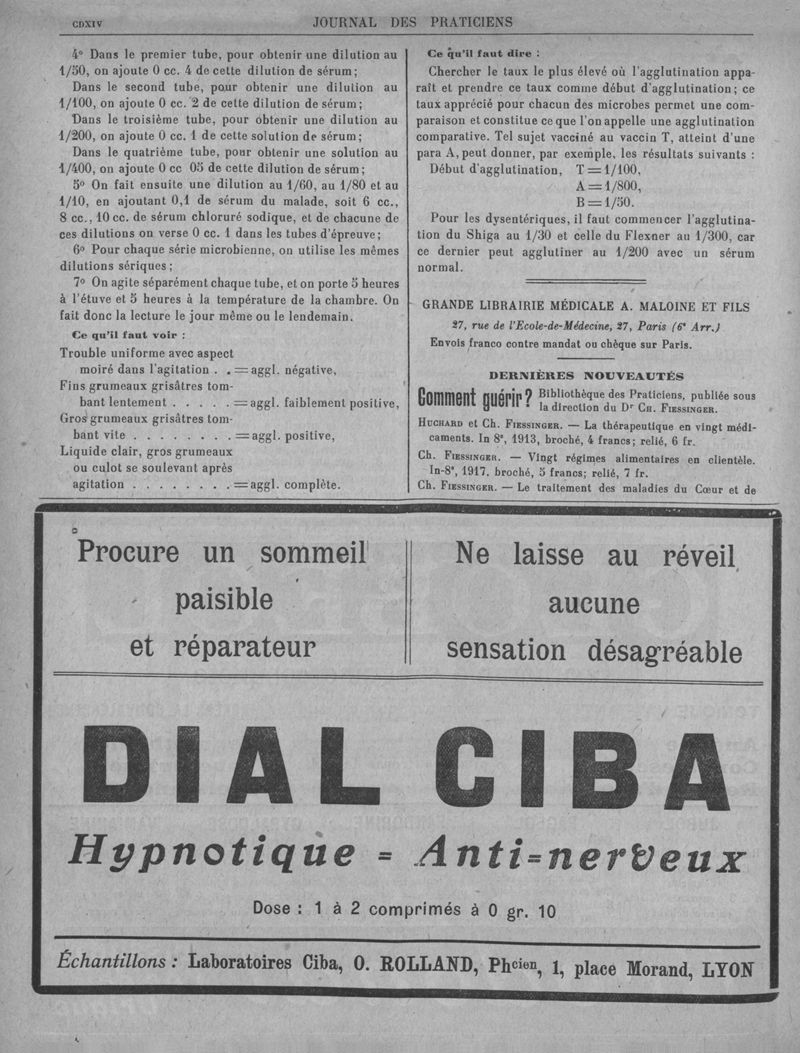 CDXIV
JOURNAL DES PRATICIENS
4° Dans le premier tube, pour obtenir une dilution au
1/50, on ajoute 0 cc. 4 de cette dilution de sérum;
Dans le second tube, pour obtenir une dilution au
1/100, on ajoute 0 cc. 2 de cette dilution de sérum;
Dans le troisième tube, pour obtenir une dilution au
1/200, on ajoute 0 cc. 1 de cette solution de sérum;
Dans le quatrième tube, pour obtenir une solution au
1/400, on ajoute 0 cc 05 de cette dilution de sérum;
5° On fait ensuite une dilution au 1/60, au 1/80 et au
1/10, en ajoutant 0,1 de sérum du malade, soit 6 cc.,
8 cc., 10 cc. de sérum chloruré sodique, et de chacune de
ces dilutions on verse 0 cc. 1 dans les tubes d'épreuve;
6° Pour chaque série microbienne, on utilise les mêmes
dilutions sériques;
7° On agite séparément chaque tube, et on porte 5 heures
à l'étuve et 5 heures à la température de la chambre. On
fait donc la lecture le jour même ou le lendemain.
Ce qu'il faut voir :
Trouble uniforme avec aspect
moiré dans l'agitation . . = aggl. négative,
Fins grumeaux grisâtres tom-
bant lentement . . . . . = aggl. faiblement positive,
Gros grumeaux grisâtres tom-
bant vite . . . . . . . . = aggl. positive,
Liquide clair, gros grumeaux
ou culot se soulevant après
agitation . . . . . . . . = aggl. complète.
Ce qu'il faut dire :
Chercher le taux le plus élevé où l'agglutination appa-
raît et prendre ce taux comme début d'agglutination; ce
taux apprécié pour chacun des microbes permet une com-
paraison et constitue ce que l'on appelle une agglutination
comparative. Tel sujet vacciné au vaccin T, atteint d'une
para A, peut donner, par exemple, les résultats suivants :
Début d'agglutination, T = 1/100,
A = 1/800,
B = 1/50.
Pour les dysentériques, il faut commencer l'agglutina-
tion du Shiga au 1/30 et celle du Flexner au 1/300, car
ce dernier peut agglutiner au 1/200 avec un sérum
normal.
GRANDE LIBRAIRIE MÉDICALE A. MALOINE ET FILS
27, rue de l'Ecole-de-Médecine, 27, Paris (6e Arr.)
Envois franco contre mandat ou chèque sur Paris.
DERNIÈRES NOUVEAUTÉS
Comment guérir? Bibliothèque des Praticiens, publiée sous
la direction du Dr CH. FIESSINGER.
HUCHARD et Ch. FIESSINGER. — La thérapeutique en vingt médi-
caments. In 8°, 1913, broché, 4 francs; relié, 6 fr.
Ch. FIESSINGER. — Vingt régimes alimentaires en clientèle.
In-8°, 1917. broché, 5 francs; relié, 7 fr.
Ch. FIESSINGER. — Le traitement des maladies du Cœur et de
Procure un sommeil
paisible
et réparateur
Ne laisse au réveil
aucune
sensation désagréable
DIAL CIBA
Hypnotique = Anti=nerveux
Dose : 1 à 2 comprimés à 0 gr. 10
Échantillons : Laboratoires Ciba, O. ROLLAND, Phcien, 1, place Morand, LYON